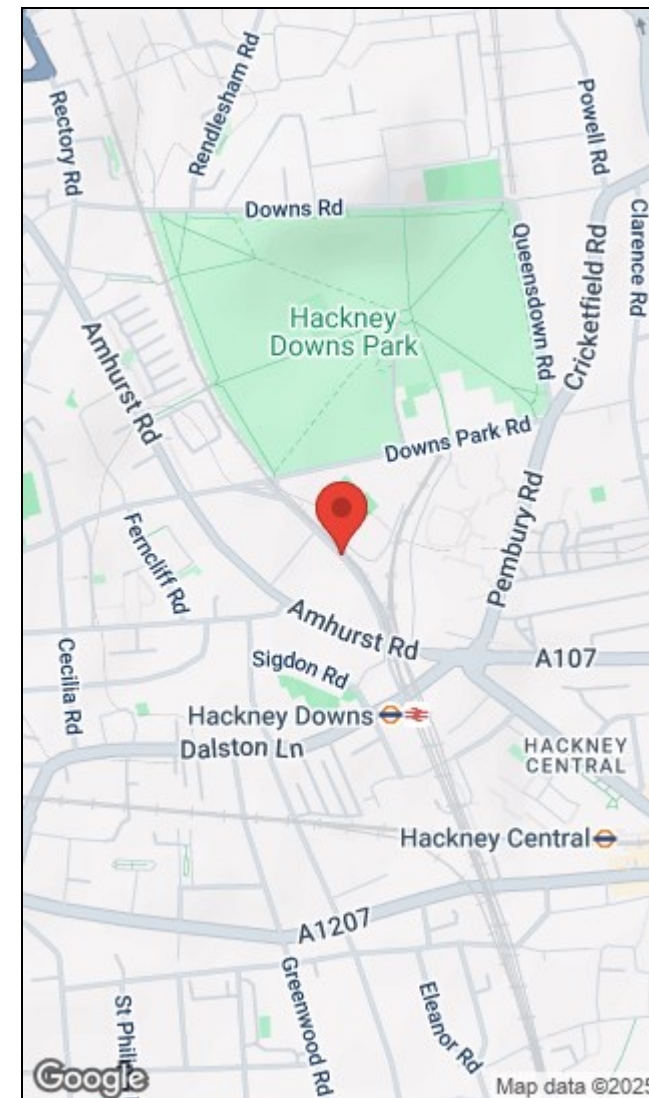 Rendlesham Rd
Rectory Rd
Powell Rd
Downs Rd
Clarence Rd
Queensdown Rd
Cricketfield Rd
Hackney
Downs Park
Amhurst Rd
Downs Park Rd
Pembury Rd
Ferncliff Rd
Amhurst Rd
A107
Cecilia Rd
Sigdon Rd
Hackney Downs
Dalston Ln
HACKNEY
CENTRAL
Hackney Central
A1207
Greenwood Rd
Eleanor Rd
St Philip
Google
Map data ©2025